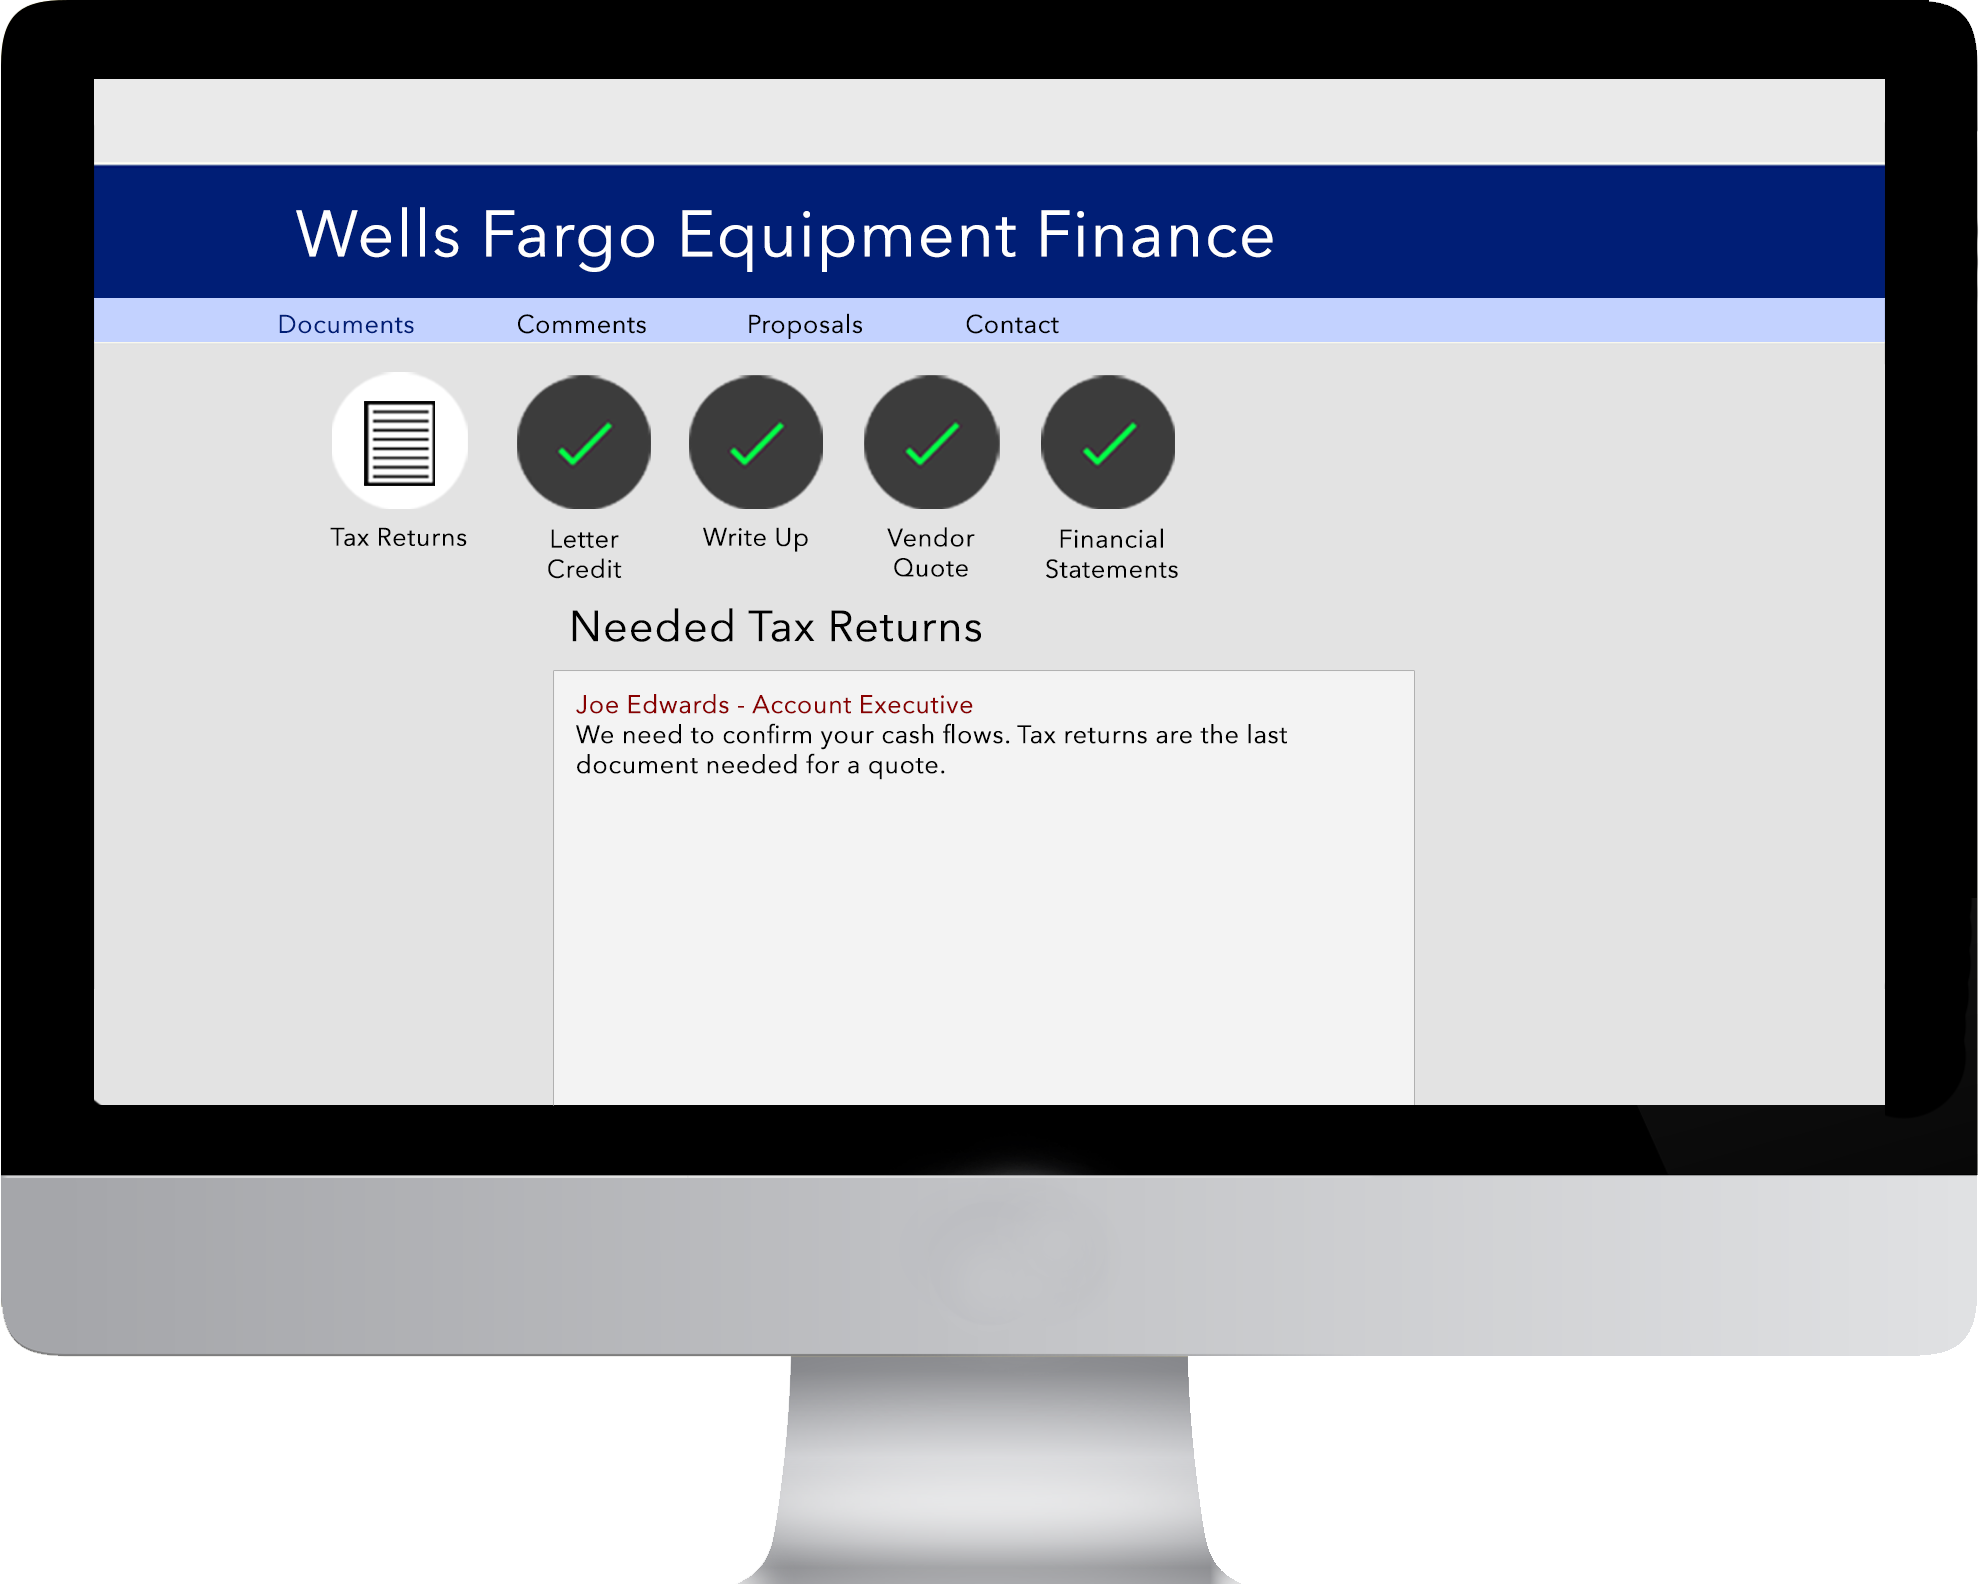 Wells Fargo Equipment Finance
Documents Comments Proposals Contact
Tax Returns
Letter
Credit
Write Up
Vendor
Quote
Financial
Statements
Needed Tax Returns
Joe Edwards - Account Executive
We need to confirm your cash flows. Tax returns are the last
document needed for a quote.